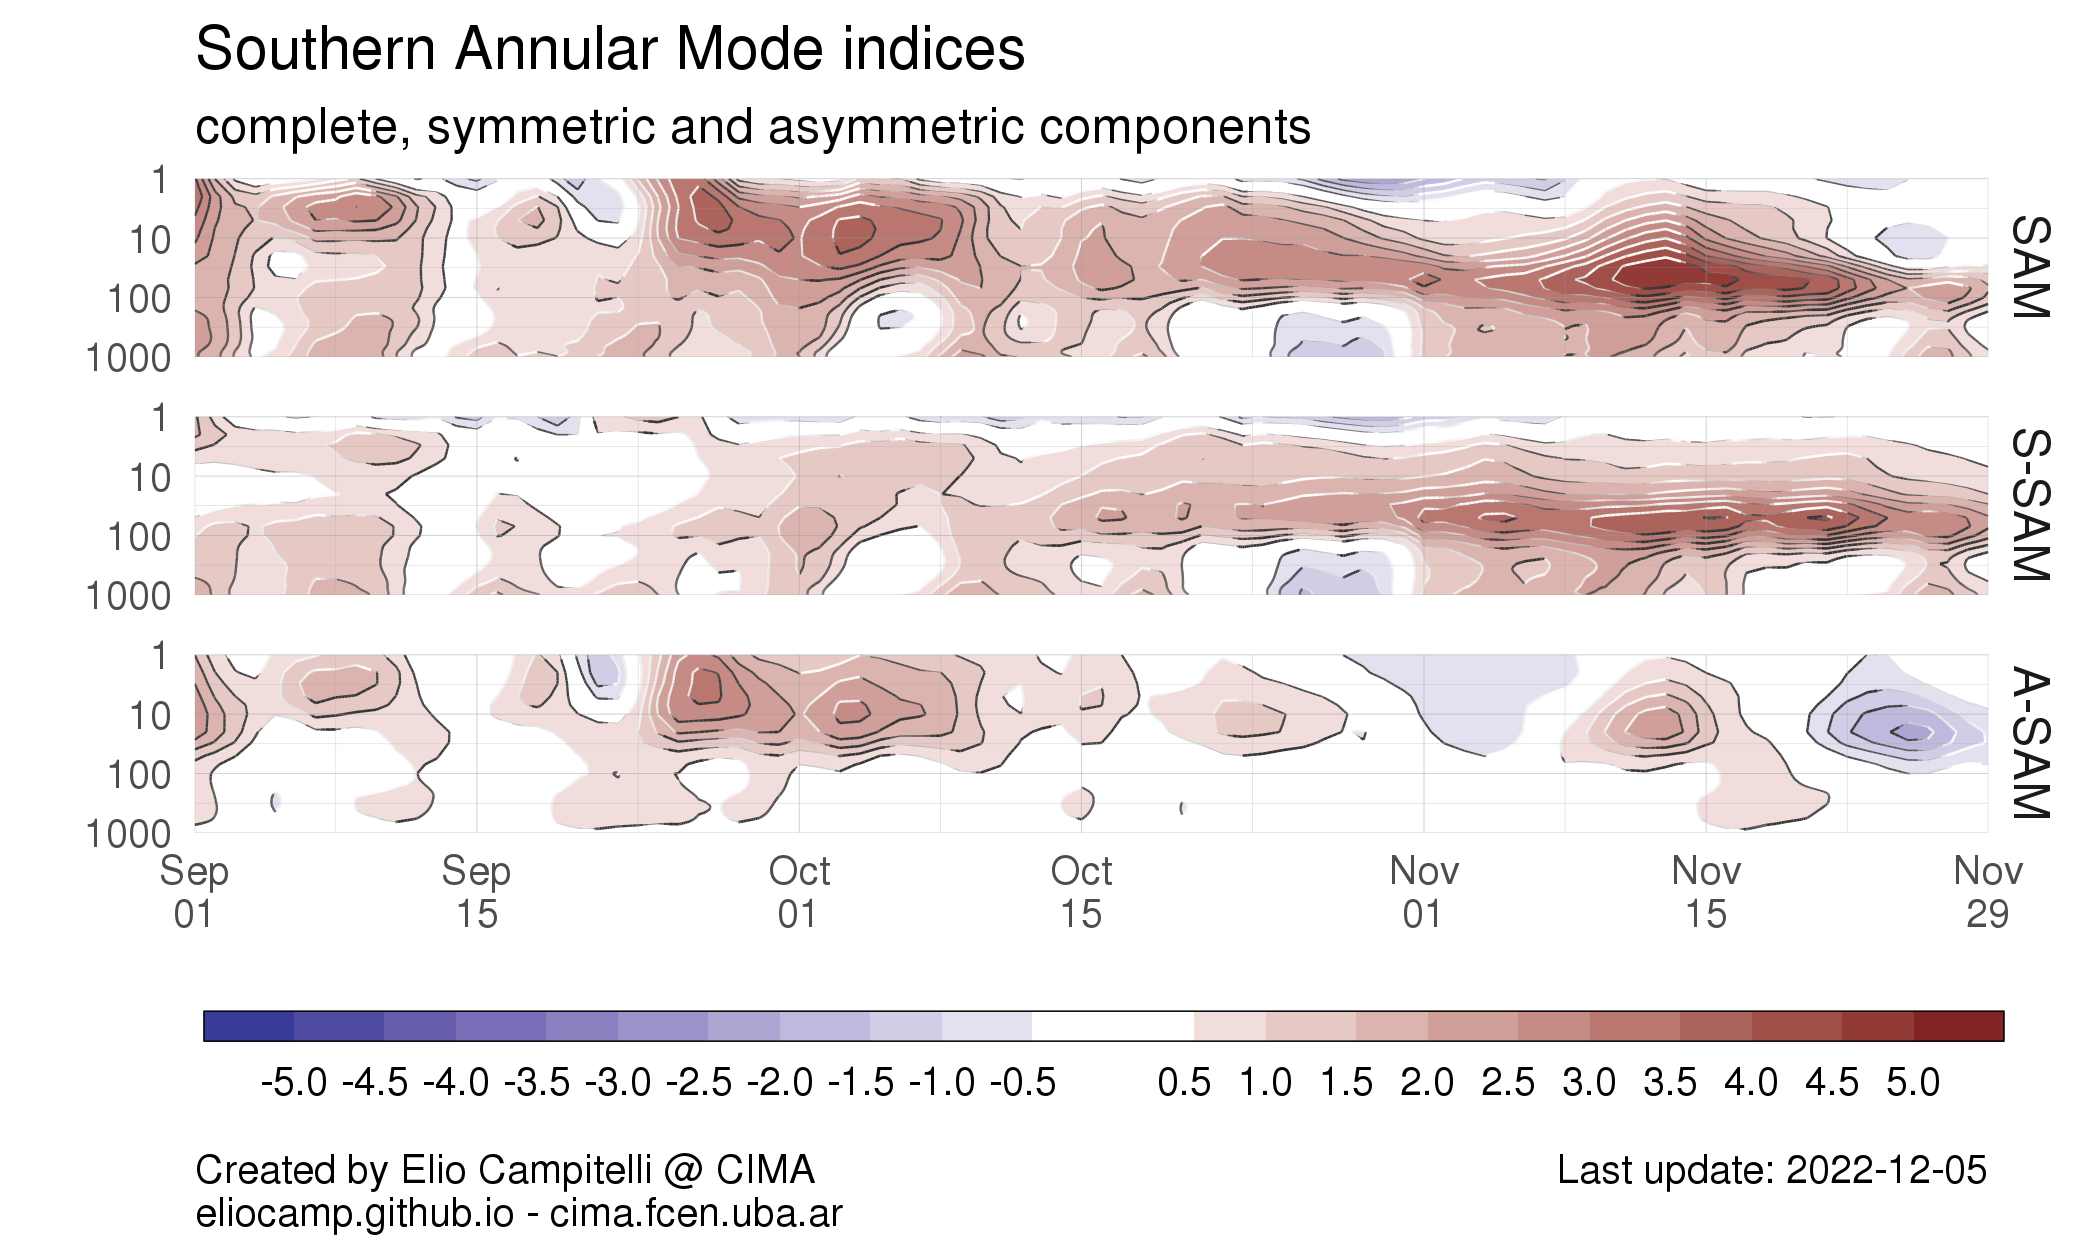 Southern Annular Mode indices
complete, symmetric and asymmetric components
1
10
100
1000
SAM
1
10
100
1000
S-SAM
1
10
100
1000
A-SAM
Sep Sep Oct Oct Nov Nov Nov
01 15 01 15 01 15 29
-5.0 -4.5 -4.0 -3.5 -3.0 -2.5 -2.0 -1.5 -1.0 -0.5 0.5 1.0 1.5 2.0 2.5 3.0 3.5 4.0 4.5 5.0
Created by Elio Campitelli @ CIMA
eliocamp.github.io - cima.fcen.uba.ar
Last update: 2022-12-05